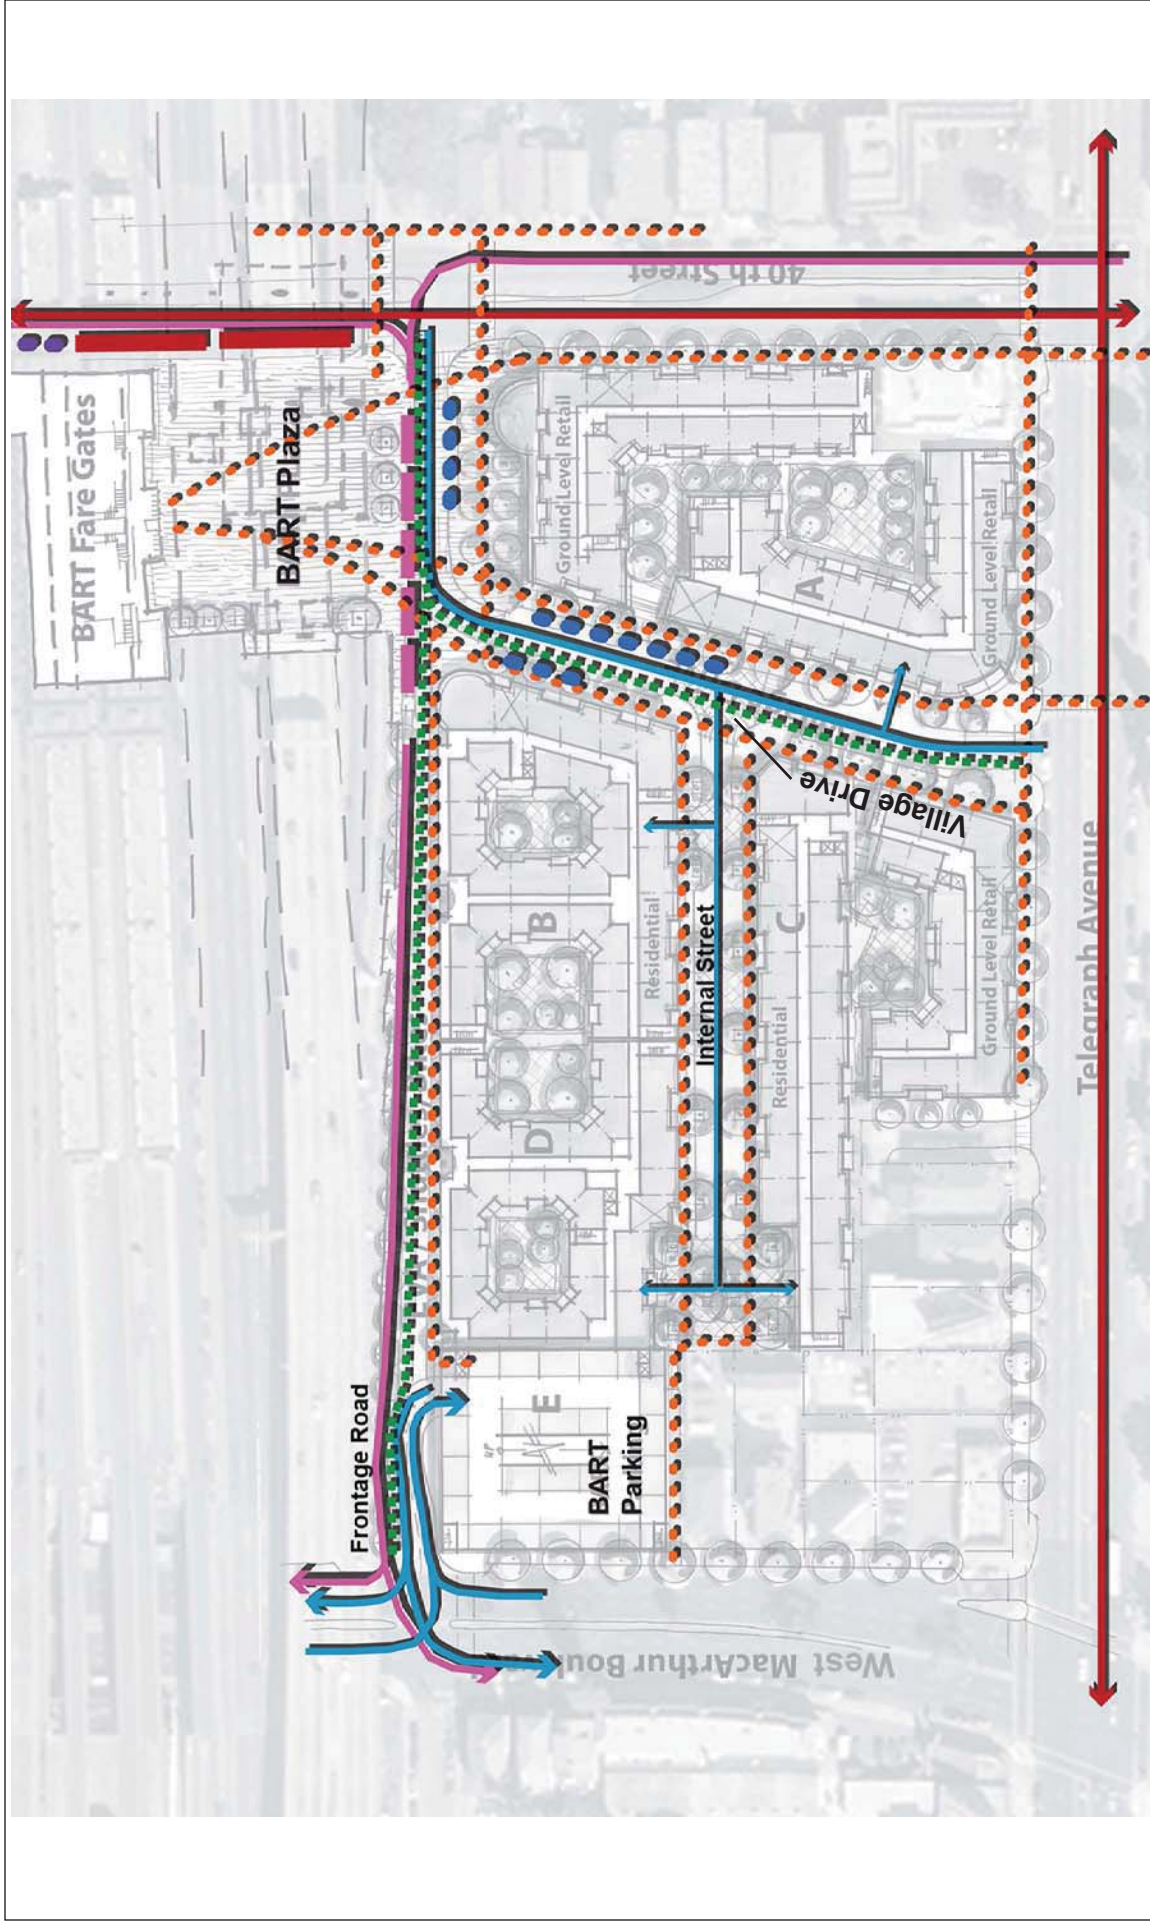 40 th Street
BART Fare Gates
BART Plaza
Ground Level Retail
A
Ground Level Retail
Village Drive
Frontage Road
B
D
Residential
Internal Street
Residential
C
Ground Level Retail
Telegraph Avenue
E
BART
Parking
West MacArthur Boul